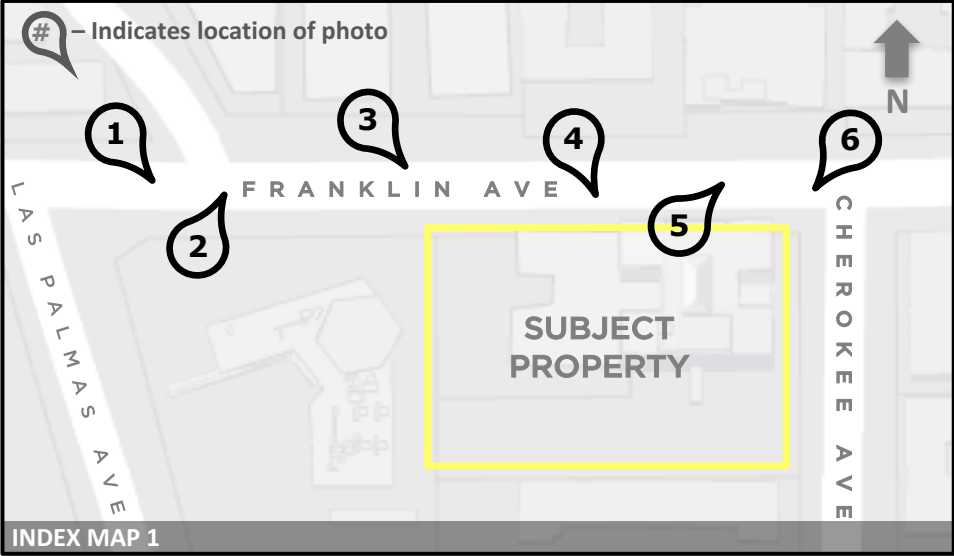 # – Indicates location of photo
N
1
2
3
4
5
6
FRANKLIN AVE
LAS PALMAS AVE
CHEROKEE AVE
SUBJECT
PROPERTY
INDEX MAP 1